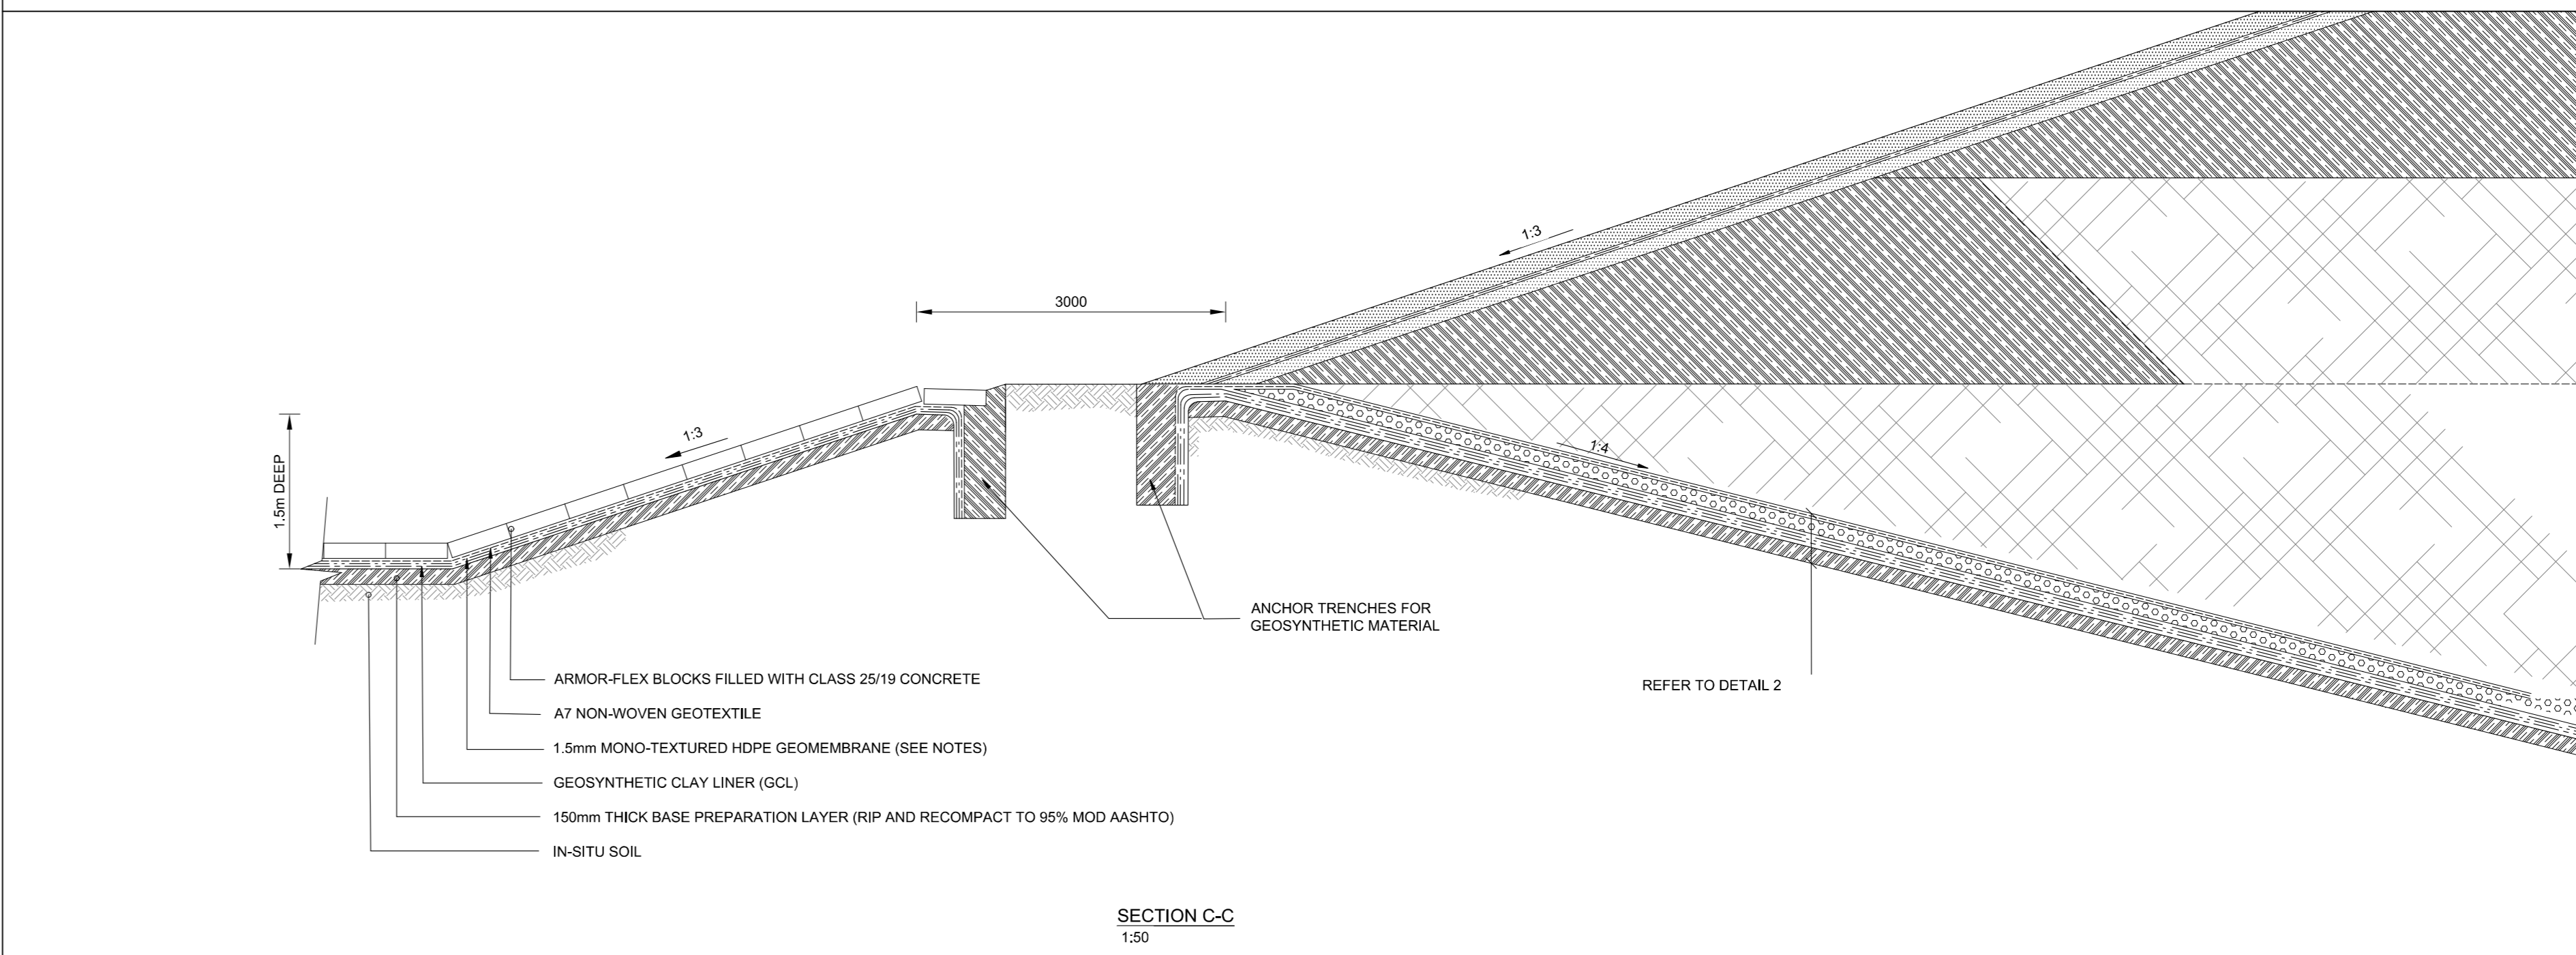 1:3
3000
1:3
1:4
1.5m DEEP
ANCHOR TRENCHES FOR
GEOSYNTHETIC MATERIAL
ARMOR-FLEX BLOCKS FILLED WITH CLASS 25/19 CONCRETE
REFER TO DETAIL 2
A7 NON-WOVEN GEOTEXTILE
1.5mm MONO-TEXTURED HDPE GEOMEMBRANE (SEE NOTES)
GEOSYNTHETIC CLAY LINER (GCL)
150mm THICK BASE PREPARATION LAYER (RIP AND RECOMPACT TO 95% MOD AASHTO)
IN-SITU SOIL
SECTION C-C
1:50